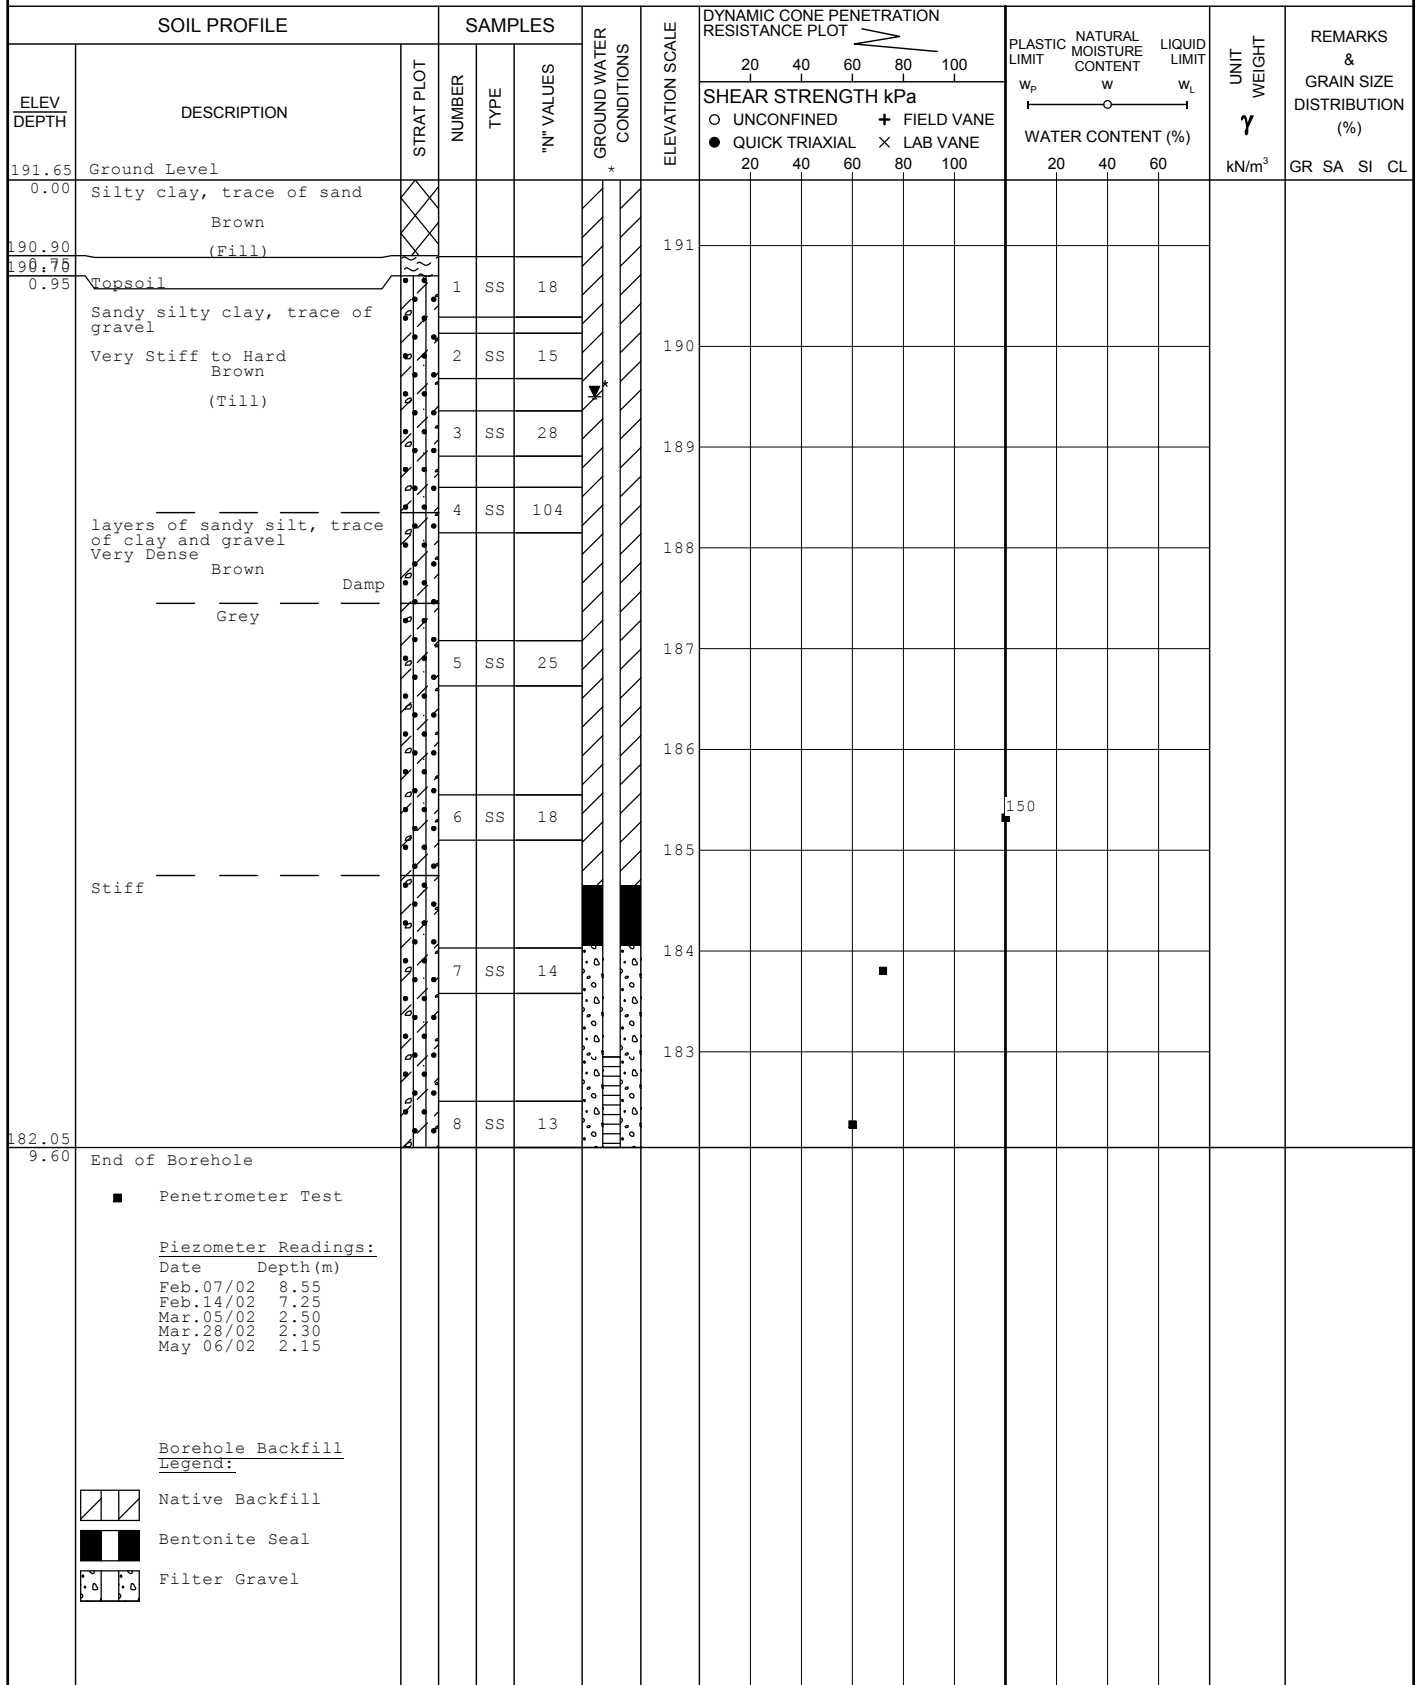 SOIL PROFILE
SAMPLES
GROUND WATER
CONDITIONS
*
ELEVATION SCALE
DYNAMIC CONE PENETRATION
RESISTANCE PLOT
20 40 60 80 100
SHEAR STRENGTH kPa
○ UNCONFINED + FIELD VANE
● QUICK TRIAXIAL × LAB VANE
20 40 60 80 100
PLASTIC LIMIT
NATURAL MOISTURE CONTENT
LIQUID LIMIT
WP W WL
WATER CONTENT (%)
20 40 60
UNIT WEIGHT
γ
kN/m³
REMARKS
&
GRAIN SIZE
DISTRIBUTION
(%)
GR SA SI CL
ELEV
DEPTH
DESCRIPTION
STRAT PLOT
NUMBER
TYPE
"N" VALUES
191.65 Ground Level
0.00 Silty clay, trace of sand
Brown
190.90 (Fill)
191
0.75
190.70
0.95 Topsoil
1 SS 18
Sandy silty clay, trace of
gravel
190
Very Stiff to Hard
2 SS 15
Brown
*
(Till)
3 SS 28
189
4 SS 104
layers of sandy silt, trace
of clay and gravel
Very Dense
188
Brown
Damp
Grey
187
5 SS 25
186
150
6 SS 18
185
Stiff
184
7 SS 14
183
8 SS 13
182.05
9.60 End of Borehole
■ Penetrometer Test
Piezometer Readings:
Date Depth(m)
Feb.07/02 8.55
Feb.14/02 7.25
Mar.05/02 2.50
Mar.28/02 2.30
May 06/02 2.15
Borehole Backfill
Legend:
Native Backfill
Bentonite Seal
Filter Gravel